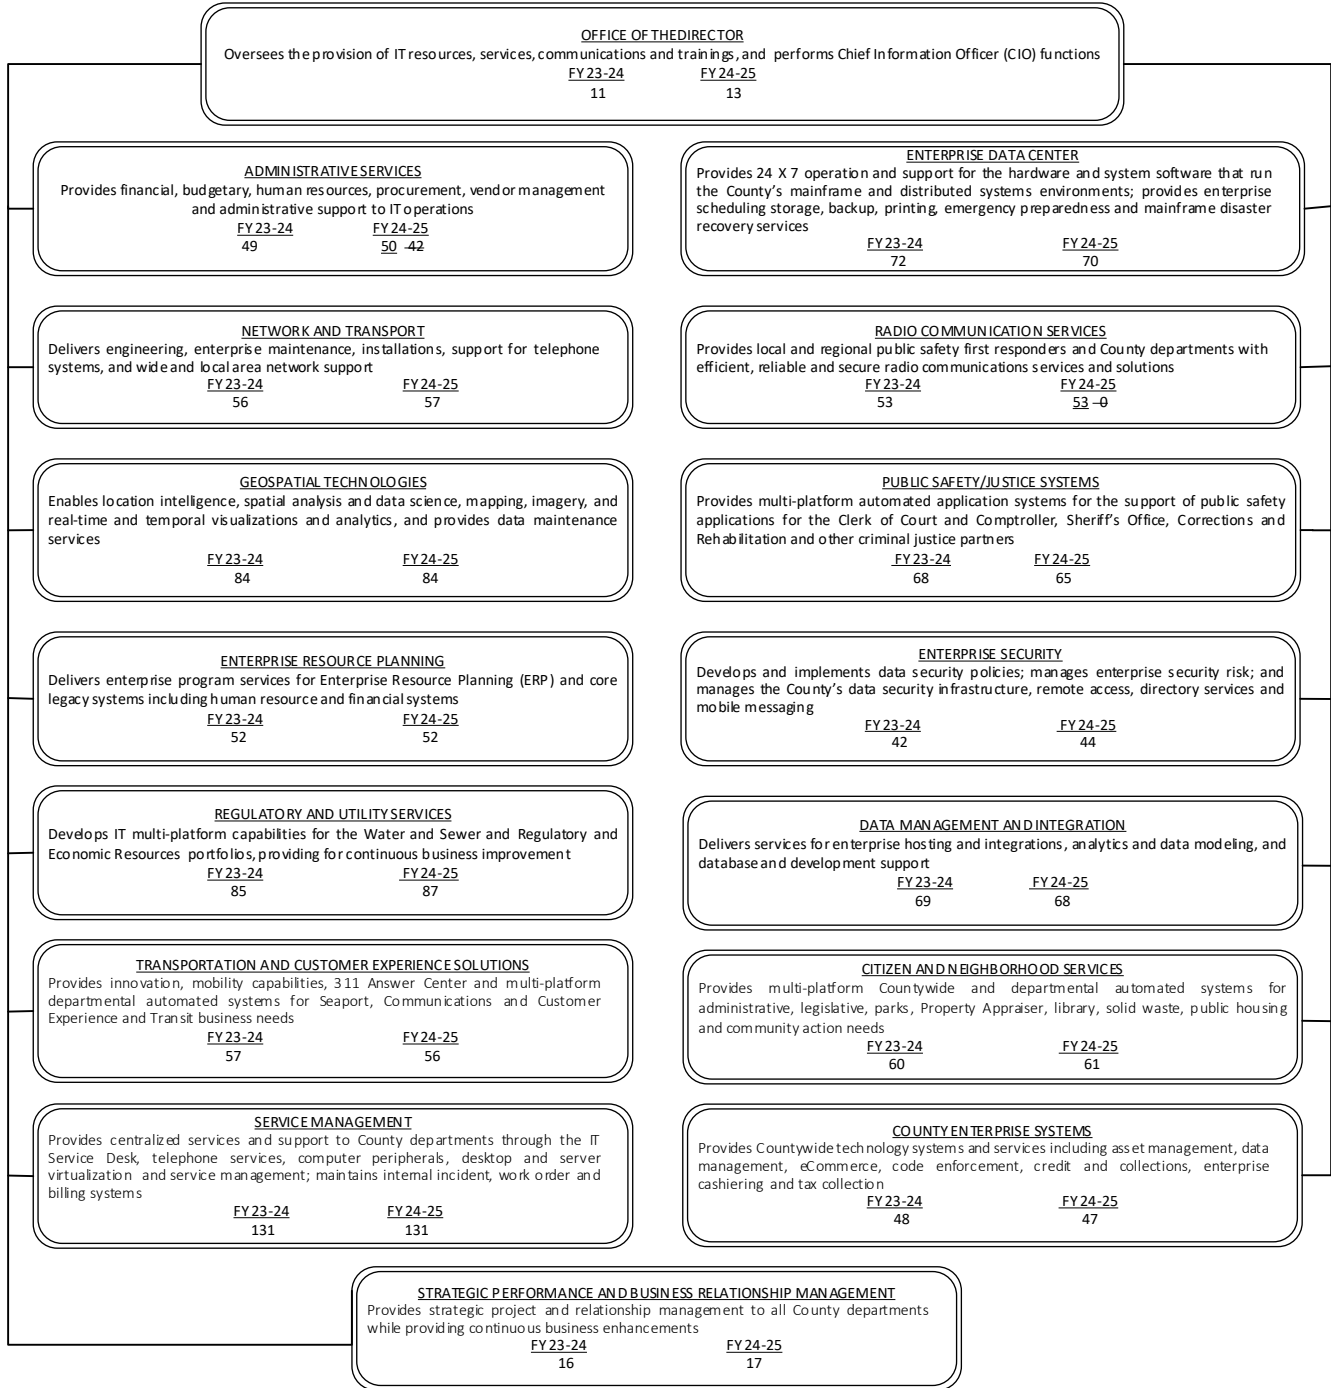 OFFICE OF THE DIRECTOR
Oversees the provision of IT resources, services, communications and trainings, and performs Chief Information Officer (CIO) functions
FY 23-24 FY 24-25
11 13
ADMINISTRATIVE SERVICES
Provides financial, budgetary, human resources, procurement, vendor management
and administrative support to IT operations
FY 23-24 FY 24-25
49 50 42
ENTERPRISE DATA CENTER
Provides 24 X 7 operation and support for the hardware and system software that run
the County's mainframe and distributed systems environments; provides enterprise
scheduling storage, backup, printing, emergency preparedness and mainframe disaster
recovery services
FY 23-24 FY 24-25
72 70
NETWORK AND TRANSPORT
Delivers engineering, enterprise maintenance, installations, support for telephone
systems, and wide and local area network support
FY 23-24 FY 24-25
56 57
RADIO COMMUNICATION SERVICES
Provides local and regional public safety first responders and County departments with
efficient, reliable and secure radio communications services and solutions
FY 23-24 FY 24-25
53 53 0
GEOSPATIAL TECHNOLOGIES
Enables location intelligence, spatial analysis and data science, mapping, imagery, and
real-time and temporal visualizations and analytics, and provides data maintenance
services
FY 23-24 FY 24-25
84 84
PUBLIC SAFETY/JUSTICE SYSTEMS
Provides multi-platform automated application systems for the support of public safety
applications for the Clerk of Court and Comptroller, Sheriff's Office, Corrections and
Rehabilitation and other criminal justice partners
FY 23-24 FY 24-25
68 65
ENTERPRISE RESOURCE PLANNING
Delivers enterprise program services for Enterprise Resource Planning (ERP) and core
legacy systems including human resource and financial systems
FY 23-24 FY 24-25
52 52
ENTERPRISE SECURITY
Develops and implements data security policies; manages enterprise security risk; and
manages the County's data security infrastructure, remote access, directory services and
mobile messaging
FY 23-24 FY 24-25
42 44
REGULATORY AND UTILITY SERVICES
Develops IT multi-platform capabilities for the Water and Sewer and Regulatory and
Economic Resources portfolios, providing for continuous business improvement
FY 23-24 FY 24-25
85 87
DATA MANAGEMENT AND INTEGRATION
Delivers services for enterprise hosting and integrations, analytics and data modeling, and
database and development support
FY 23-24 FY 24-25
69 68
TRANSPORTATION AND CUSTOMER EXPERIENCE SOLUTIONS
Provides innovation, mobility capabilities, 311 Answer Center and multi-platform
departmental automated systems for Seaport, Communications and Customer
Experience and Transit business needs
FY 23-24 FY 24-25
57 56
CITIZEN AND NEIGHBORHOOD SERVICES
Provides multi-platform Countywide and departmental automated systems for
administrative, legislative, parks, Property Appraiser, library, solid waste, public housing
and community action needs
FY 23-24 FY 24-25
60 61
SERVICE MANAGEMENT
Provides centralized services and support to County departments through the IT
Service Desk, telephone services, computer peripherals, desktop and server
virtualization and service management; maintains internal incident, work order and
billing systems
FY 23-24 FY 24-25
131 131
COUNTY ENTERPRISE SYSTEMS
Provides Countywide technology systems and services including asset management, data
management, eCommerce, code enforcement, credit and collections, enterprise
cashiering and tax collection
FY 23-24 FY 24-25
48 47
STRATEGIC PERFORMANCE AND BUSINESS RELATIONSHIP MANAGEMENT
Provides strategic project and relationship management to all County departments
while providing continuous business enhancements
FY 23-24 FY 24-25
16 17